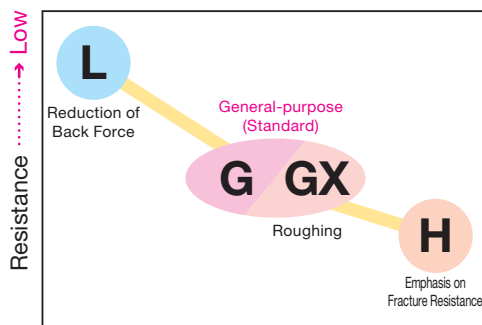 Resistance → Low
L
Reduction of
Back Force
General-purpose
(Standard)
G GX
Roughing
H
Emphasis on
Fracture Resistance